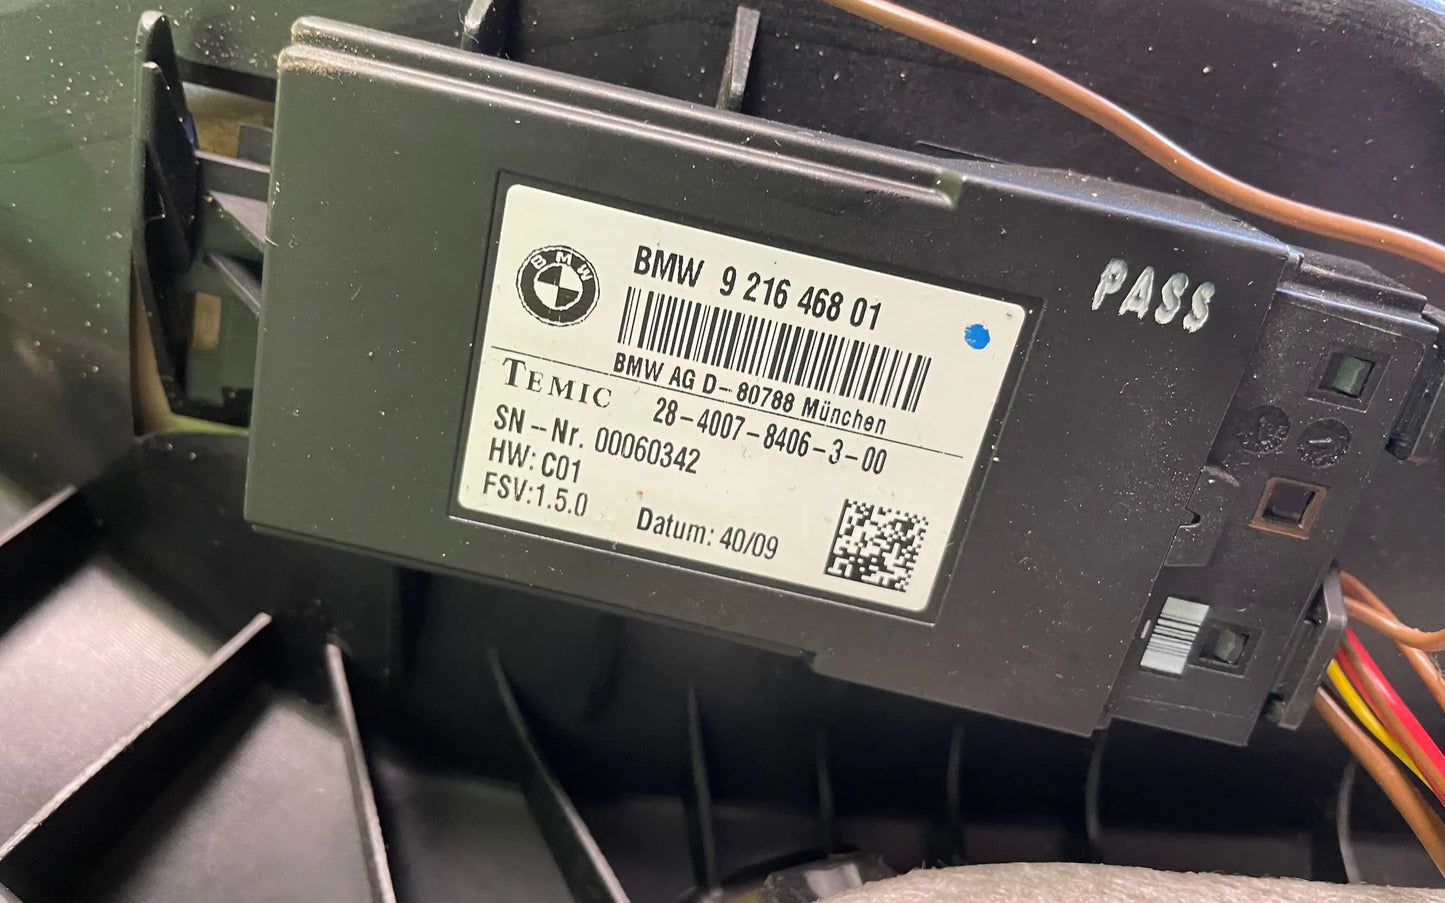 BMW
BMW 9 216 468 01
BMW AG D-80788 München
TEMIC 28-4007-8406-3-00
SN-Nr. 00060342
HW: C01
FSV:1.5.0
Datum: 40/09
PASS